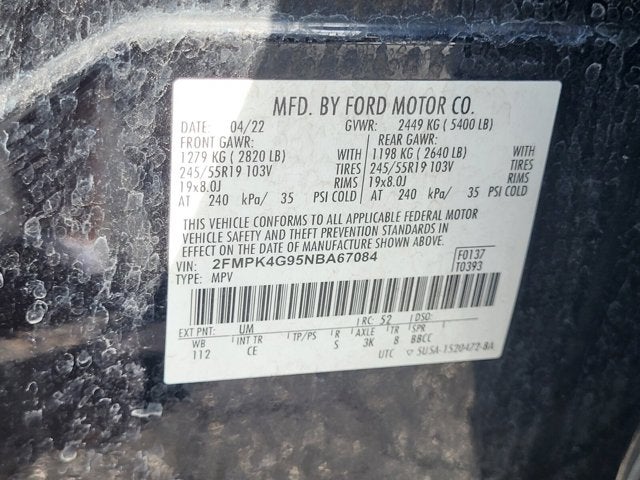 MFD. BY FORD MOTOR CO.
DATE: 04/22 GVWR: 2449 KG ( 5400 LB)
FRONT GAWR: REAR GAWR:
1279 KG ( 2820 LB) WITH 1198 KG ( 2640 LB) WITH
245/55R19 103V TIRES 245/55R19 103V TIRES
19x8.0J RIMS 19x8.0J RIMS
AT 240 kPa/ 35 PSI COLD AT 240 kPa/ 35 PSI COLD
THIS VEHICLE CONFORMS TO ALL APPLICABLE FEDERAL MOTOR
VEHICLE SAFETY AND THEFT PREVENTION STANDARDS IN
EFFECT ON THE DATE OF MANUFACTURE SHOWN ABOVE.
VIN: 2FMPK4G95NBA67084 F0137
TYPE: MPV T0393
EXT PNT: UM RC: 52 DSO:
WB INT TR TP/PS R AXLE TR SPR
112 CE S 3K 8 BBCC
UTC ▽ 5USA-1520472-BA